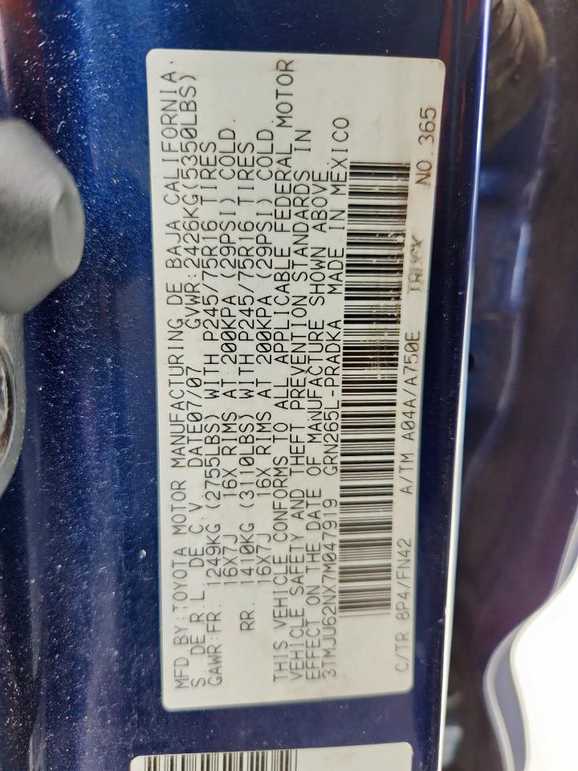 MFD BY:TOYOTA MOTOR MANUFACTURING DE BAJA CALIFORNIA.
S DE R L DE C V DATE07/07 GVWR:2426KG(5350LBS)
GAWR:FR. 1249KG (2755LBS) WITH P245/75R16 TIRES
16X7J 16X RIMS AT 200KPA (29PSI) COLD.
RR. 1410KG (3110LBS) WITH P245/75R16 TIRES
16X7J 16X RIMS AT 200KPA (29PSI) COLD
THIS VEHICLE CONFORMS TO ALL APPLICABLE FEDERAL MOTOR
VEHICLE SAFETY AND THEFT PREVENTION STANDARDS IN
EFFECT ON THE DATE OF MANUFACTURE SHOWN ABOVE
3TMJU62NX7M047919 GRN265L-PRADKA MADE IN MEXICO
TRUCK NO. 365
C/TR 8P4/FN42 A/TM A04A/A750E